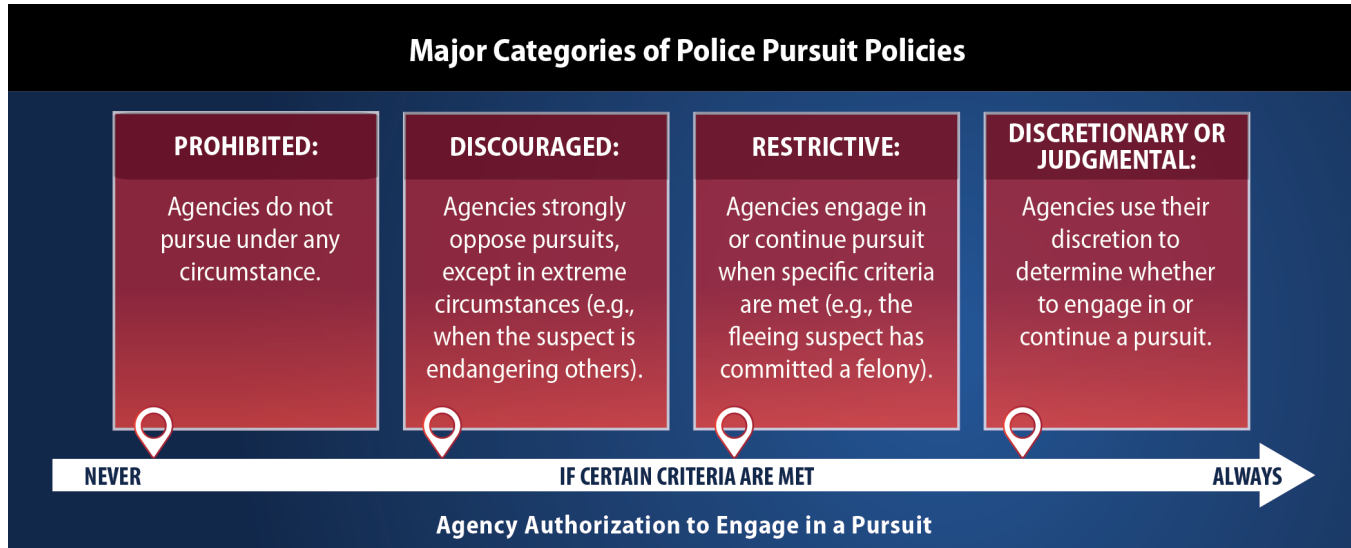 Major Categories of Police Pursuit Policies
PROHIBITED:
Agencies do not
pursue under any
circumstance.
DISCOURAGED:
Agencies strongly
oppose pursuits,
except in extreme
circumstances (e.g.,
when the suspect is
endangering others).
RESTRICTIVE:
Agencies engage in
or continue pursuit
when specific criteria
are met (e.g., the
fleeing suspect has
committed a felony).
DISCRETIONARY OR
JUDGMENTAL:
Agencies use their
discretion to
determine whether
to engage in or
continue a pursuit.
NEVER
IF CERTAIN CRITERIA ARE MET
ALWAYS
Agency Authorization to Engage in a Pursuit